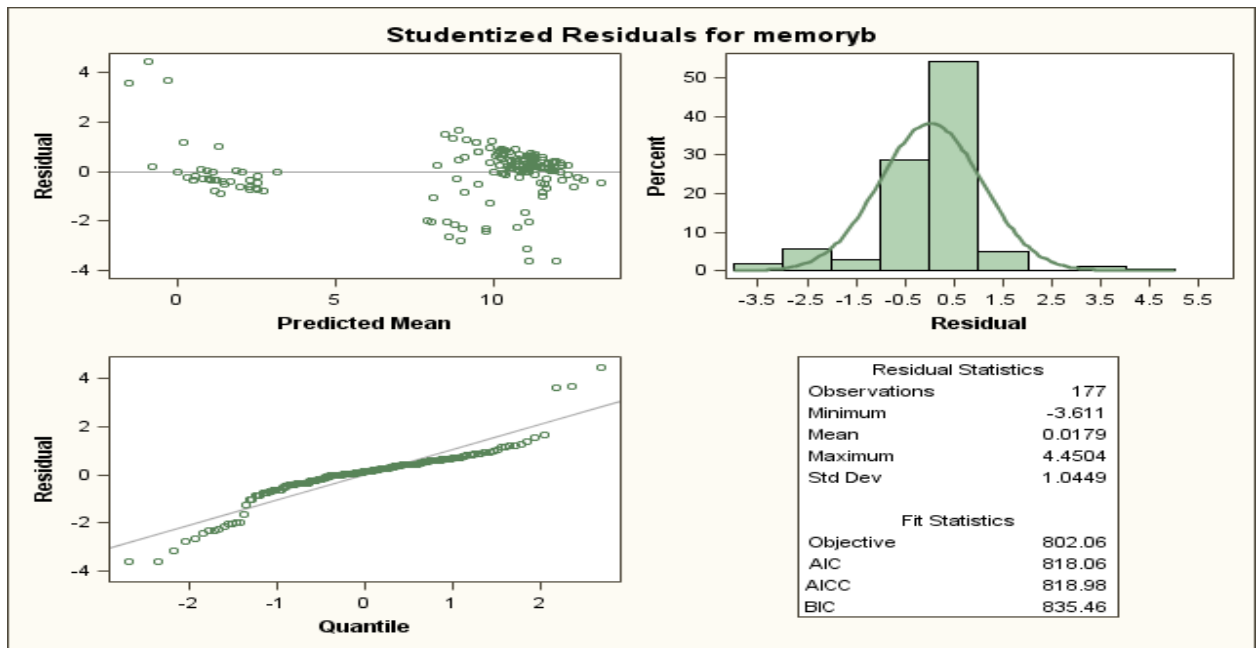 Studentized Residuals for memoryb
4
2
0
-2
-4
Residual
0
5
10
Predicted Mean
50
40
30
20
10
0
Percent
-3.5 -2.5 -1.5 -0.5 0.5 1.5 2.5 3.5 4.5 5.5
Residual
4
2
0
-2
-4
Residual
-2 -1 0 1 2
Quantile
Residual Statistics
Observations 177
Minimum -3.611
Mean 0.0179
Maximum 4.4504
Std Dev 1.0449
Fit Statistics
Objective 802.06
AIC 818.06
AICC 818.98
BIC 835.46